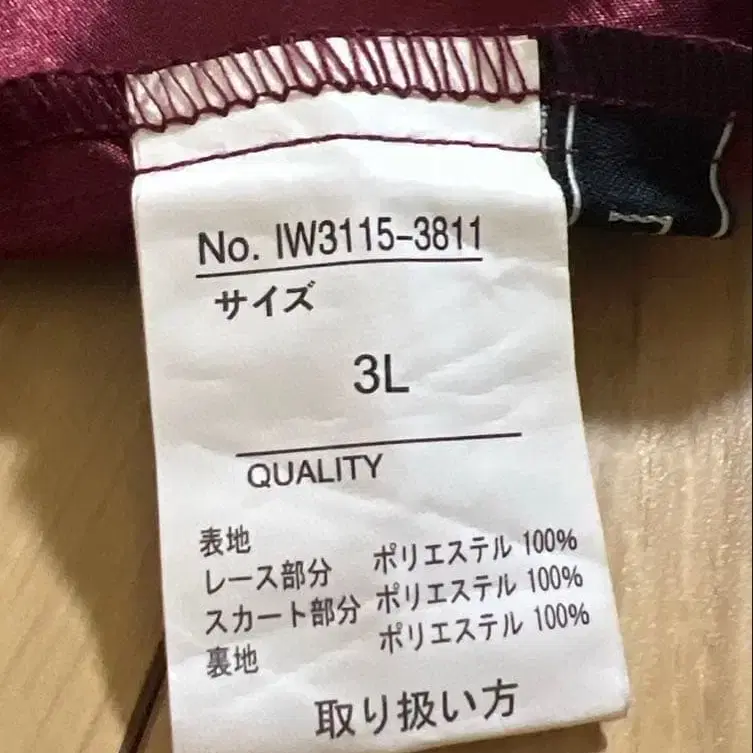 No. IW3115-3811
サイズ
3L
QUALITY
表地
レース部分 ポリエステル 100%
スカート部分 ポリエステル 100%
裏地 ポリエステル 100%
取り扱い方